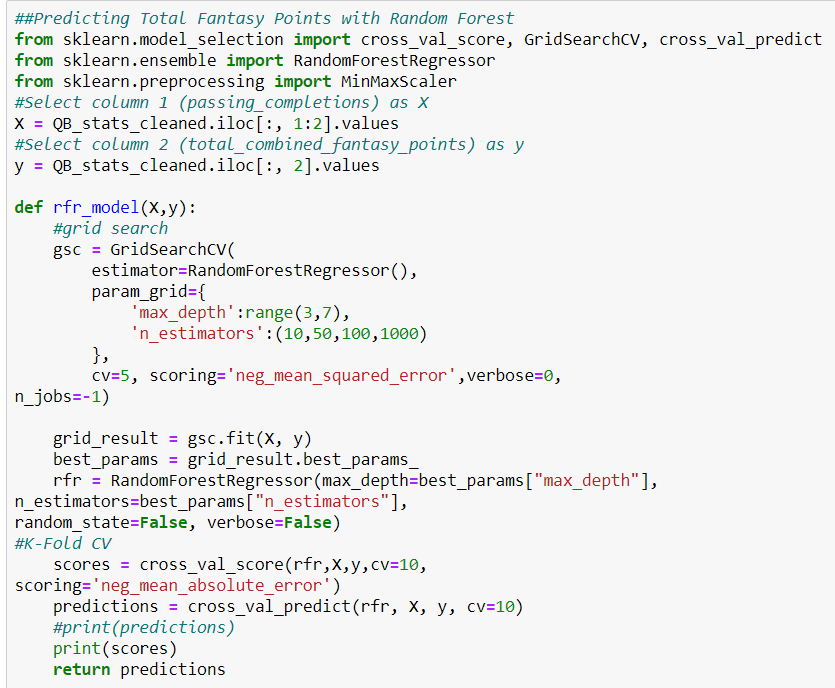 ##Predicting Total Fantasy Points with Random Forest
from sklearn.model_selection import cross_val_score, GridSearchCV, cross_val_predict
from sklearn.ensemble import RandomForestRegressor
from sklearn.preprocessing import MinMaxScaler
#Select column 1 (passing_completions) as X
X = QB_stats_cleaned.iloc[:, 1:2].values
#Select column 2 (total_combined_fantasy_points) as y
y = QB_stats_cleaned.iloc[:, 2].values

def rfr_model(X,y):
    #grid search
    gsc = GridSearchCV(
        estimator=RandomForestRegressor(),
        param_grid={
            'max_depth':range(3,7),
            'n_estimators':(10,50,100,1000)
        },
        cv=5, scoring='neg_mean_squared_error',verbose=0,
n_jobs=-1)

    grid_result = gsc.fit(X, y)
    best_params = grid_result.best_params_
    rfr = RandomForestRegressor(max_depth=best_params["max_depth"],
n_estimators=best_params["n_estimators"],
random_state=False, verbose=False)
#K-Fold CV
    scores = cross_val_score(rfr,X,y,cv=10,
scoring='neg_mean_absolute_error')
    predictions = cross_val_predict(rfr, X, y, cv=10)
    #print(predictions)
    print(scores)
    return predictions